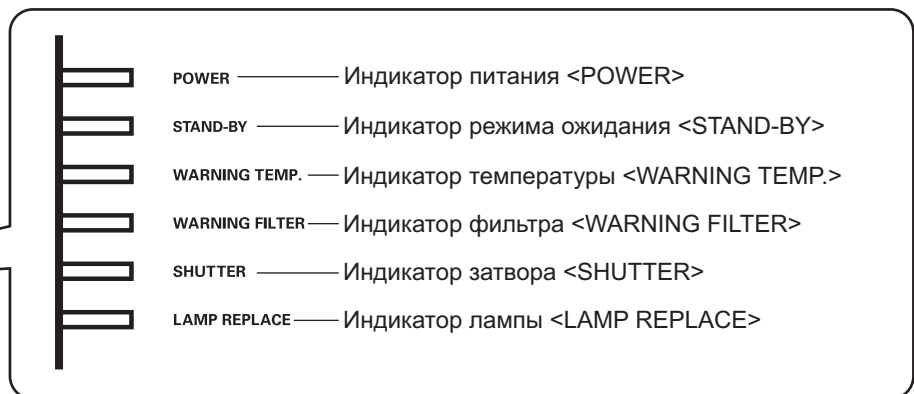 POWER Индикатор питания <POWER>
STAND-BY Индикатор режима ожидания <STAND-BY>
WARNING TEMP. Индикатор температуры <WARNING TEMP.>
WARNING FILTER Индикатор фильтра <WARNING FILTER>
SHUTTER Индикатор затвора <SHUTTER>
LAMP REPLACE Индикатор лампы <LAMP REPLACE>